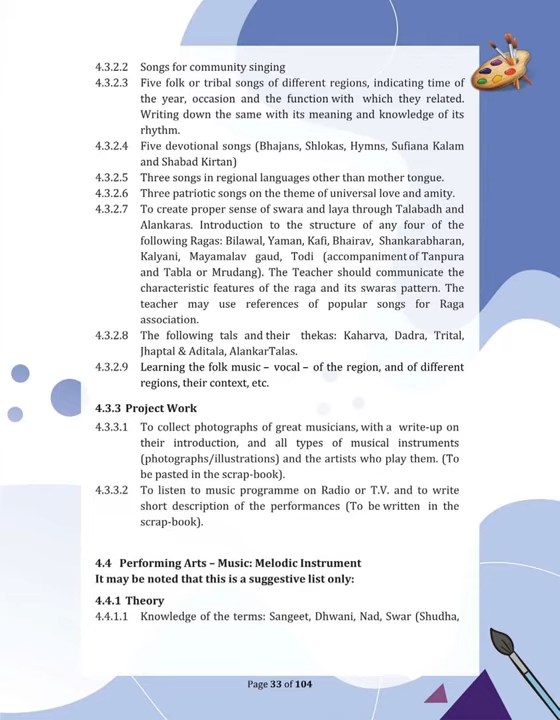 4.3.2.2 Songs for community singing
4.3.2.3 Five folk or tribal songs of different regions, indicating time of
the year, occasion and the function with which they related.
Writing down the same with its meaning and knowledge of its
rhythm.
4.3.2.4 Five devotional songs (Bhajans, Shlokas, Hymns, Sufiana Kalam
and Shabad Kirtan)
4.3.2.5 Three songs in regional languages other than mother tongue.
4.3.2.6 Three patriotic songs on the theme of universal love and amity.
4.3.2.7 To create proper sense of swara and laya through Talabadh and
Alankaras. Introduction to the structure of any four of the
following Ragas: Bilawal, Yaman, Kafi, Bhairav, Shankarabharan,
Kalyani, Mayamalav gaud, Todi (accompaniment of Tanpura
and Tabla or Mrudang). The Teacher should communicate the
characteristic features of the raga and its swaras pattern. The
teacher may use references of popular songs for Raga
association.
4.3.2.8 The following tals and their thekas: Kaharva, Dadra, Trital,
Jhaptal & Aditala, AlankarTalas.
4.3.2.9 Learning the folk music – vocal – of the region, and of different
regions, their context, etc.
4.3.3 Project Work
4.3.3.1 To collect photographs of great musicians, with a write-up on
their introduction, and all types of musical instruments
(photographs/illustrations) and the artists who play them. (To
be pasted in the scrap-book).
4.3.3.2 To listen to music programme on Radio or T.V. and to write
short description of the performances (To be written in the
scrap-book).
4.4 Performing Arts – Music: Melodic Instrument
It may be noted that this is a suggestive list only:
4.4.1 Theory
4.4.1.1 Knowledge of the terms: Sangeet, Dhwani, Nad, Swar (Shudha,
Page 33 of 104